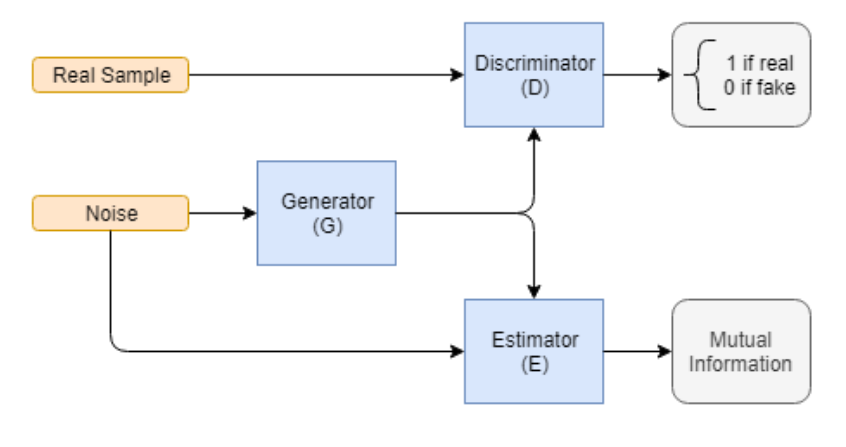 Real Sample
Discriminator
(D)
1 if real
0 if fake
Noise
Generator
(G)
Estimator
(E)
Mutual
Information